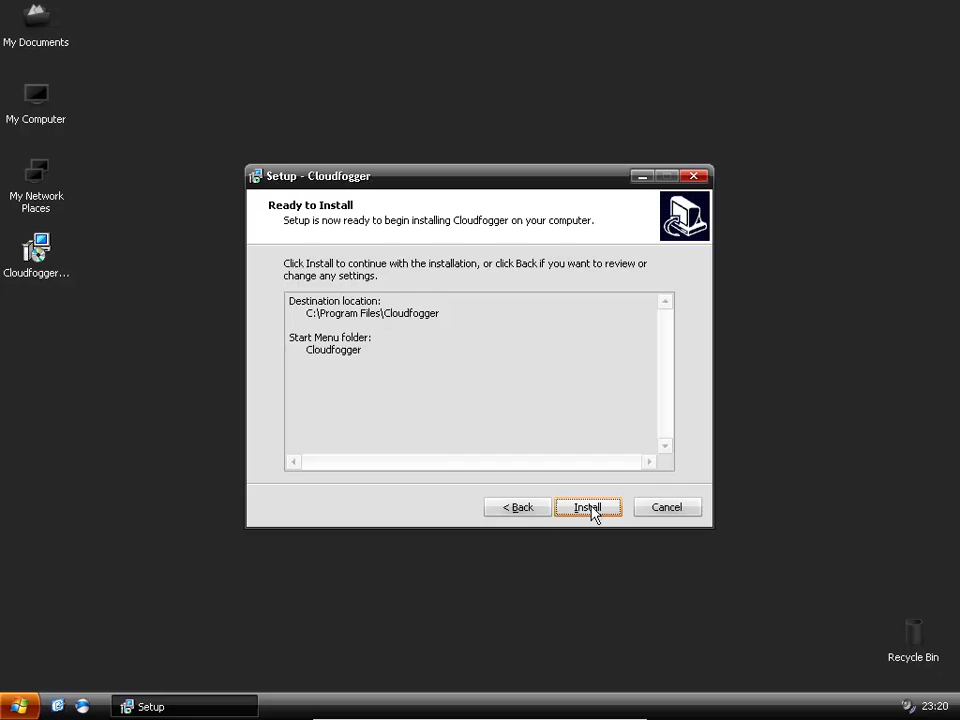 My Documents
My Computer
My Network
Places
Cloudfogger...
Setup - Cloudfogger
Ready to Install
Setup is now ready to begin installing Cloudfogger on your computer.
Click Install to continue with the installation, or click Back if you want to review or
change any settings.
Destination location:
C:\Program Files\Cloudfogger
Start Menu folder:
Cloudfogger
< Back
Install
Cancel
Recycle Bin
Setup
23:20